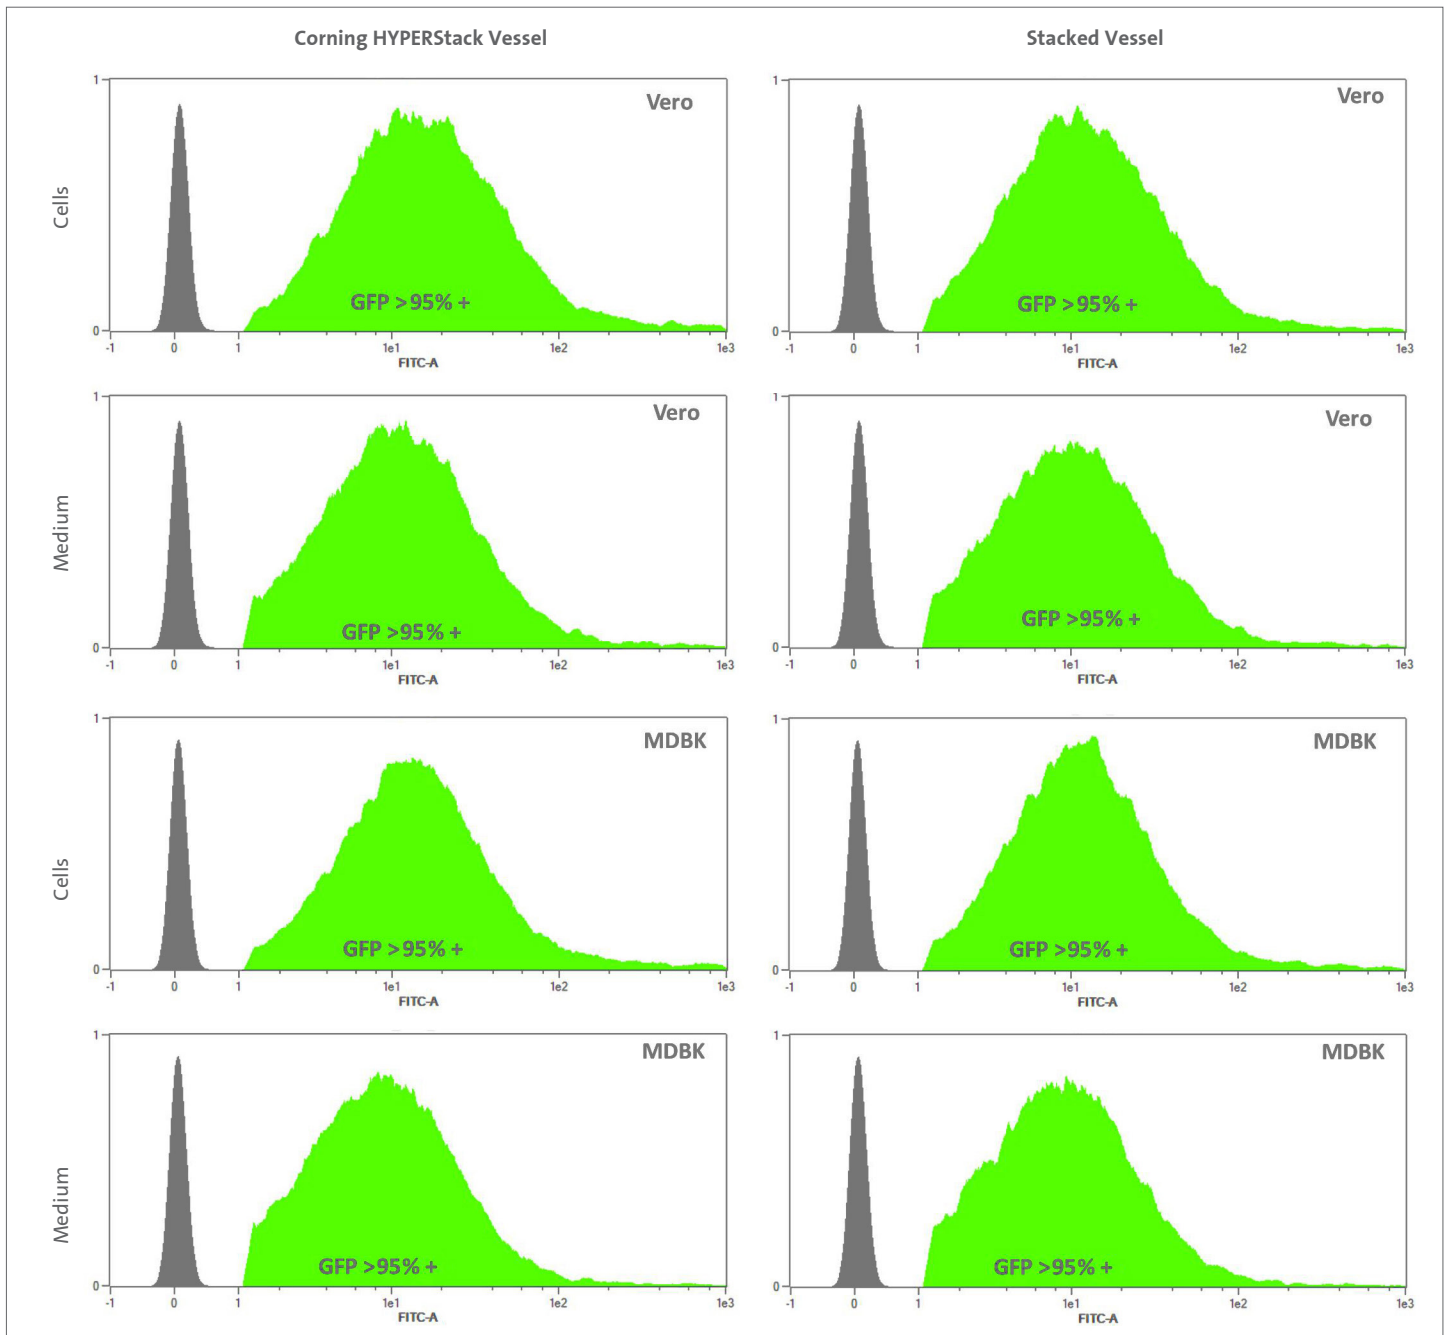 Corning HYPERStack Vessel
Stacked Vessel
Cells
1
Vero
GFP >95% +
0
-1 0 1 1e1 1e2 1e3
FITC-A
1
Vero
GFP >95% +
0
-1 0 1 1e1 1e2 1e3
FITC-A
Medium
1
Vero
GFP >95% +
0
-1 0 1 1e1 1e2 1e3
FITC-A
1
Vero
GFP >95% +
0
-1 0 1 1e1 1e2 1e3
FITC-A
Cells
1
MDBK
GFP >95% +
0
-1 0 1 1e1 1e2 1e3
FITC-A
1
MDBK
GFP >95% +
0
-1 0 1 1e1 1e2 1e3
FITC-A
Medium
1
MDBK
GFP >95% +
0
-1 0 1 1e1 1e2 1e3
FITC-A
1
MDBK
GFP >95% +
0
-1 0 1 1e1 1e2 1e3
FITC-A